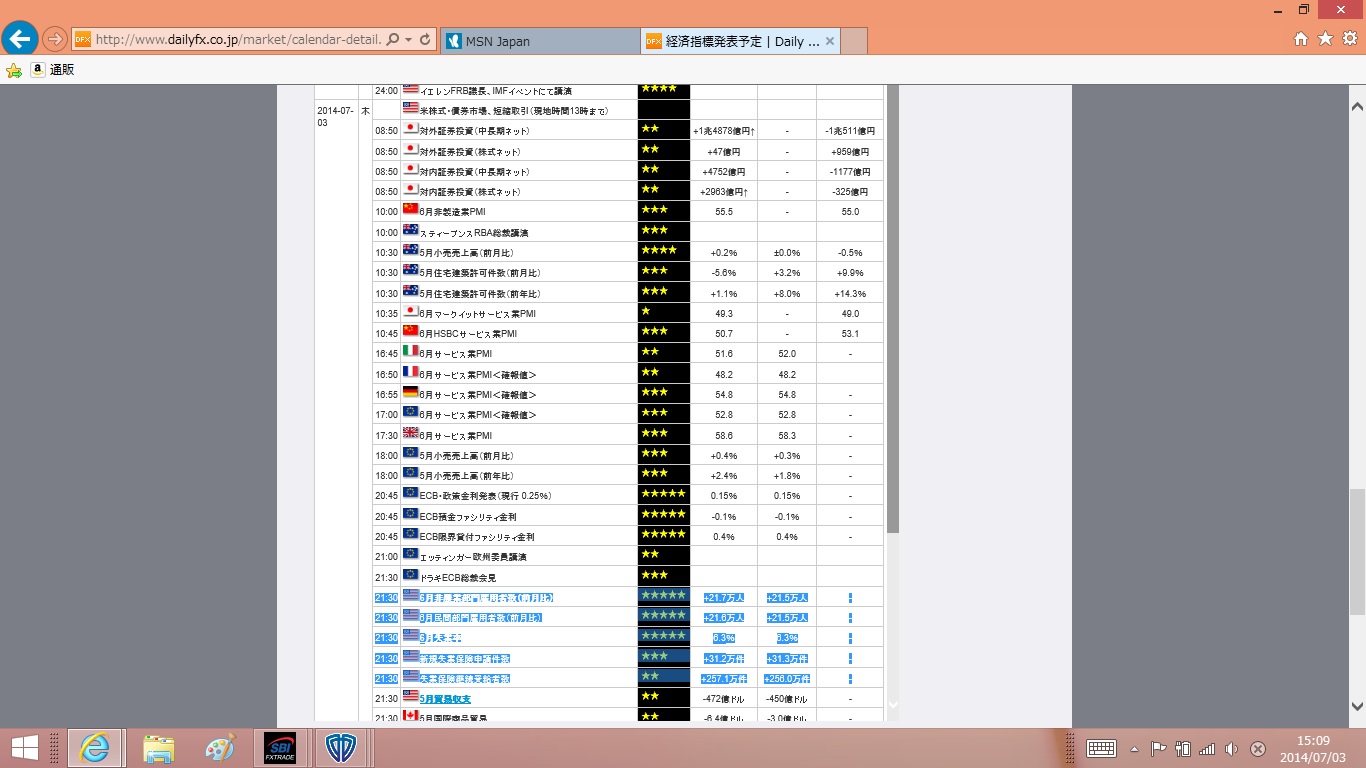 http://www.dailyfx.co.jp/market/calendar-detail.
MSN Japan
経済指標発表予定 | Daily ...
通販
24:00 イエレンFRB議長、IMFイベントにて講演 ★★★★
2014-07-03 木 米株式・債券市場、短縮取引(現地時間13時まで)
08:50 対外証券投資(中長期ネット) ★★ +1兆4878億円↑ - -1兆511億円
08:50 対外証券投資(株式ネット) ★★ +47億円 - +959億円
08:50 対内証券投資(中長期ネット) ★★ +4752億円 - -1177億円
08:50 対内証券投資(株式ネット) ★★ +2963億円↑ - -325億円
10:00 6月非製造業PMI ★★★ 55.5 - 55.0
10:00 スティーブンスRBA総裁講演 ★★★
10:30 5月小売売上高(前月比) ★★★★ +0.2% ±0.0% -0.5%
10:30 5月住宅建築許可件数(前月比) ★★★ -5.6% +3.2% +9.9%
10:30 5月住宅建築許可件数(前年比) ★★★ +1.1% +8.0% +14.3%
10:35 6月マークイットサービス業PMI ★ 49.3 - 49.0
10:45 6月HSBCサービス業PMI ★★★ 50.7 - 53.1
16:45 6月サービス業PMI ★★ 51.6 52.0 -
16:50 6月サービス業PMI<確報値> ★★ 48.2 48.2 -
16:55 6月サービス業PMI<確報値> ★★★ 54.8 54.8 -
17:00 6月サービス業PMI<確報値> ★★★ 52.8 52.8 -
17:30 6月サービス業PMI ★★★ 58.6 58.3 -
18:00 5月小売売上高(前月比) ★★★ +0.4% +0.3% -
18:00 5月小売売上高(前年比) ★★★ +2.4% +1.8% -
20:45 ECB・政策金利発表(現行 0.25%) ★★★★★ 0.15% 0.15% -
20:45 ECB預金ファシリティ金利 ★★★★★ -0.1% -0.1%
20:45 ECB限界貸付ファシリティ金利 ★★★★★ 0.4% 0.4% -
21:00 エッティンガー欧州委員講演 ★★
21:30 ドラギECB総裁会見 ★★★
21:30 6月非農業部門雇用者数(前月比) ★★★★★ +21.7万人 +21.5万人 -
21:30 6月民間部門雇用者数(前月比) ★★★★★ +21.6万人 +21.5万人 -
21:30 6月失業率 ★★★★★ 6.3% 6.3% -
21:30 新規失業保険申請件数 ★★★ +31.2万件 +31.3万件 -
21:30 失業保険継続受給者数 ★★ +257.1万件 +256.0万件 -
21:30 5月貿易収支 ★★ -472億ドル -450億ドル -
21:30 5月国際商品貿易 ★★ -6.4億ドル -3.0億ドル -
SBI
FXTRADE
15:09
2014/07/03